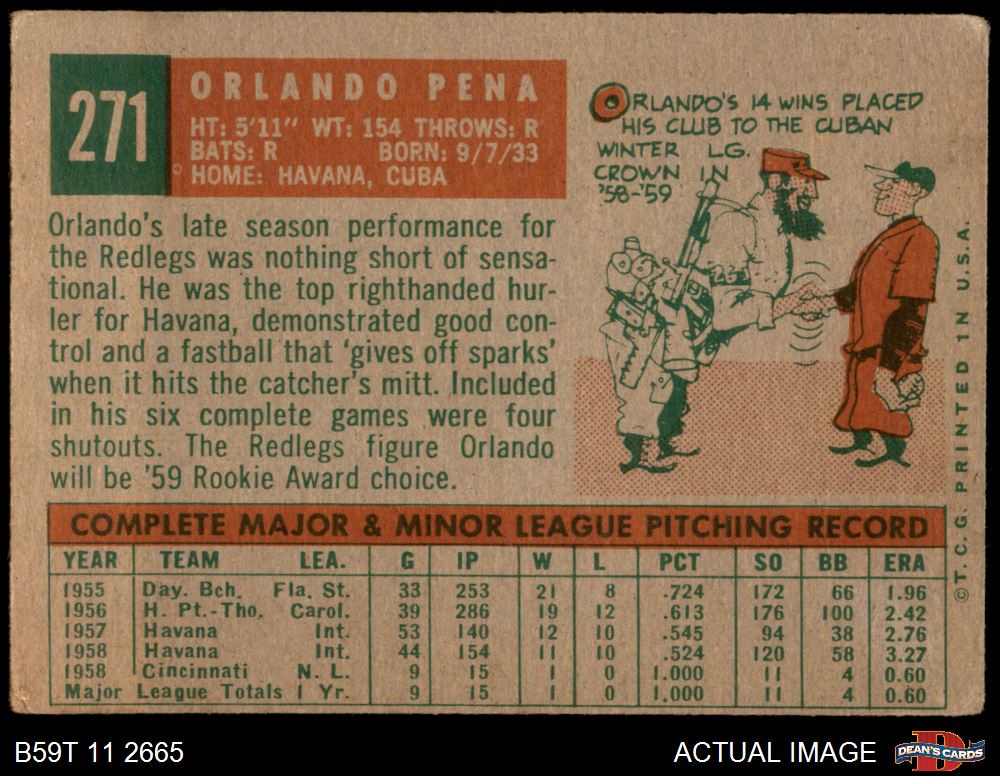 271
ORLANDO PENA
HT: 5'11" WT: 154 THROWS: R
BATS: R BORN: 9/7/33
HOME: HAVANA, CUBA
ORLANDO'S 14 WINS PLACED
HIS CLUB TO THE CUBAN
WINTER LG.
CROWN IN
'58-'59
Orlando's late season performance for
the Redlegs was nothing short of sensa-
tional. He was the top righthanded hur-
ler for Havana, demonstrated good con-
trol and a fastball that 'gives off sparks'
when it hits the catcher's mitt. Included
in his six complete games were four
shutouts. The Redlegs figure Orlando
will be '59 Rookie Award choice.
COMPLETE MAJOR & MINOR LEAGUE PITCHING RECORD
YEAR TEAM LEA. G IP W L PCT SO BB ERA
1955 Day. Bch. Fla. St. 33 253 21 8 .724 172 66 1.96
1956 H. Pt.-Tho. Carol. 39 286 19 12 .613 176 100 2.42
1957 Havana Int. 53 140 12 10 .545 94 38 2.76
1958 Havana Int. 44 154 11 10 .524 120 58 3.27
1958 Cincinnati N. L. 9 15 1 0 1.000 11 4 0.60
Major League Totals 1 Yr. 9 15 1 0 1.000 11 4 0.60
© T. C. G. PRINTED IN U.S.A.
B59T 11 2665
ACTUAL IMAGE
DEAN'S CARDS